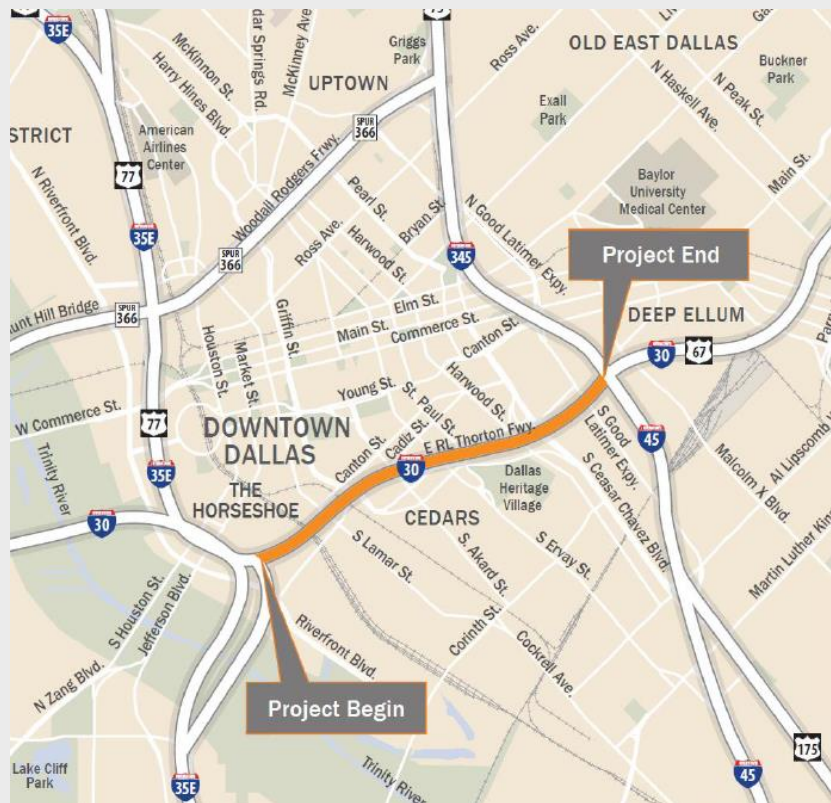 35E
75
Griggs
Park
Ross Ave.
OLD EAST DALLAS
Buckner
Park
McKinnon St.
Harry Hines Blvd.
Cedar Springs Rd.
McKinney Ave.
UPTOWN
N Haskell Ave.
N Peak St.
Exall
Park
STRICT
American
Airlines
Center
SPUR
366
77
N Riverfront Blvd.
Woodall Rodgers Frwy.
Pearl St.
Bryan St.
Baylor
University
Medical Center
Main St.
35E
SPUR
366
Ross Ave.
Harwood St.
N Good Latimer Expy.
345
Project End
unt Hill Bridge
SPUR
366
Houston St.
Market St.
Griffin St.
Elm St.
Main St.
Commerce St.
Canton St.
DEEP ELLUM
30
67
W Commerce St.
77
Young St.
St. Paul St.
Harwood St.
DOWNTOWN
DALLAS
Canton St.
Cadiz St.
E RL Thorton Fwy.
30
S Good
Latimer Expy.
45
Trinity River
35E
THE
HORSESHOE
Dallas
Heritage
Village
S Ceasar Chavez Blvd.
Malcolm X Blvd.
Al Lipscomb
30
CEDARS
S Lamar St.
S Akard St.
S Ervay St.
Martin Luther King
S Houston St.
Jefferson Blvd.
Riverfront Blvd.
Corinth St.
Cockrell Ave.
N Zang Blvd.
Project Begin
175
Lake Cliff
Park
35E
Trinity River
45